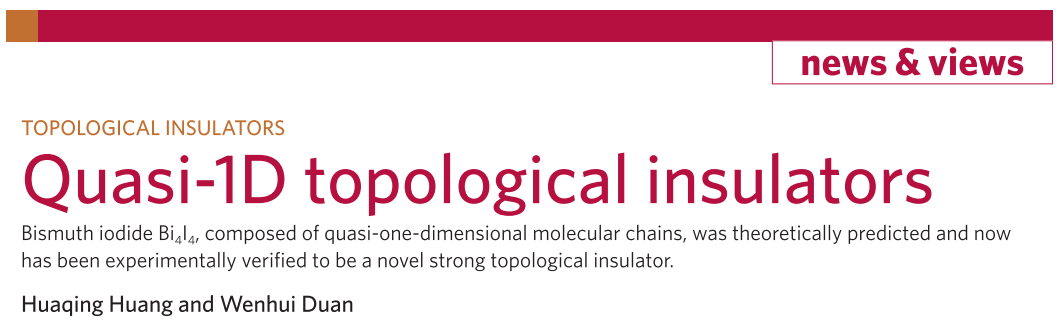 news & views
TOPOLOGICAL INSULATORS
Quasi-1D topological insulators
Bismuth iodide Bi₄I₄, composed of quasi-one-dimensional molecular chains, was theoretically predicted and now
has been experimentally verified to be a novel strong topological insulator.
Huaqing Huang and Wenhui Duan